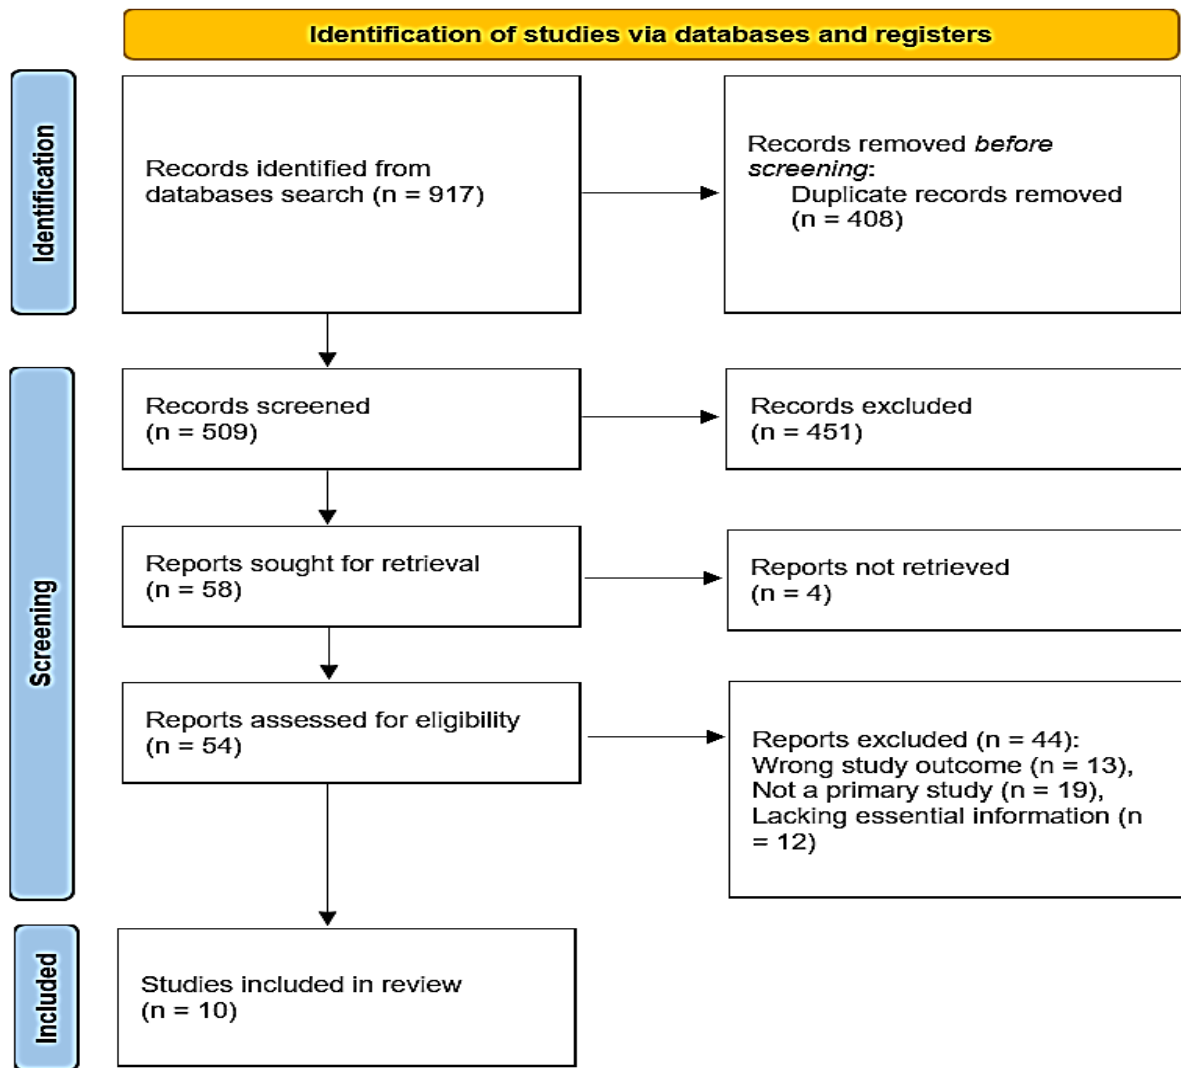 Identification of studies via databases and registers
Identification
Records identified from
databases search (n = 917)
Records removed before
screening:
Duplicate records removed
(n = 408)
Screening
Records screened
(n = 509)
Records excluded
(n = 451)
Reports sought for retrieval
(n = 58)
Reports not retrieved
(n = 4)
Reports assessed for eligibility
(n = 54)
Reports excluded (n = 44):
Wrong study outcome (n = 13),
Not a primary study (n = 19),
Lacking essential information (n
= 12)
Included
Studies included in review
(n = 10)